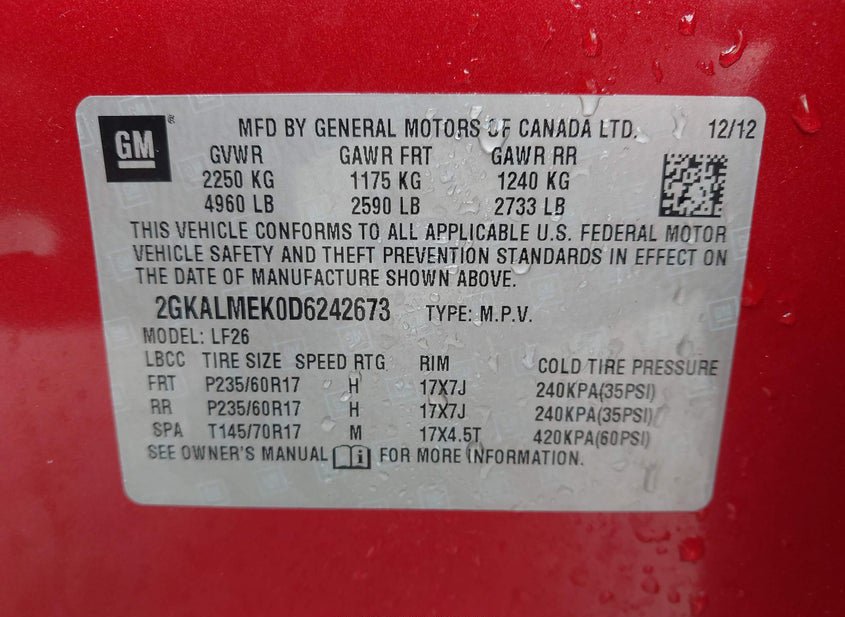 GM
MFD BY GENERAL MOTORS OF CANADA LTD. 12/12
GVWR GAWR FRT GAWR RR
2250 KG 1175 KG 1240 KG
4960 LB 2590 LB 2733 LB
THIS VEHICLE CONFORMS TO ALL APPLICABLE U.S. FEDERAL MOTOR
VEHICLE SAFETY AND THEFT PREVENTION STANDARDS IN EFFECT ON
THE DATE OF MANUFACTURE SHOWN ABOVE.
2GKALMEK0D6242673 TYPE: M.P.V.
MODEL: LF26
LBCC TIRE SIZE SPEED RTG RIM COLD TIRE PRESSURE
FRT P235/60R17 H 17X7J 240KPA(35PSI)
RR P235/60R17 H 17X7J 240KPA(35PSI)
SPA T145/70R17 M 17X4.5T 420KPA(60PSI)
SEE OWNER'S MANUAL i FOR MORE INFORMATION.